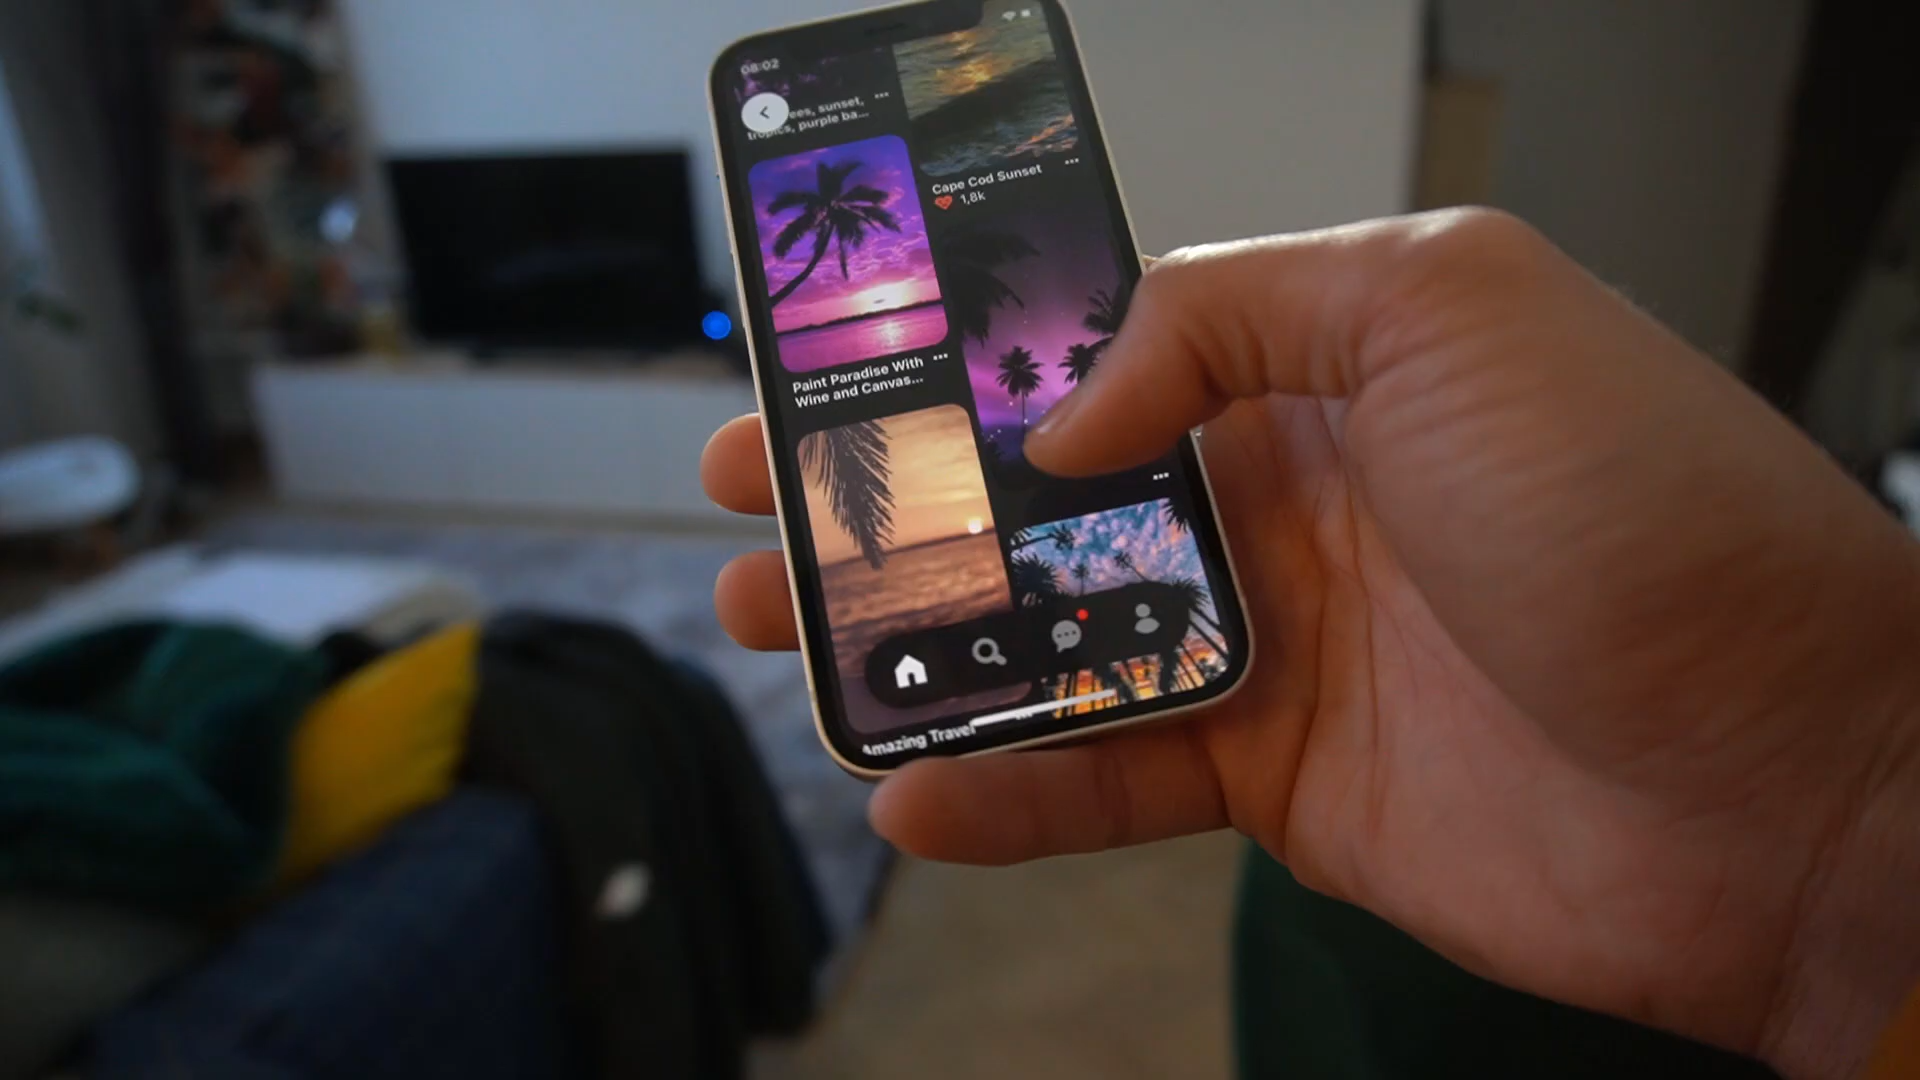 08:02
ees, sunset,
tropics, purple ba...
Cape Cod Sunset
1,8k
Paint Paradise With
Wine and Canvas...
Amazing Travel